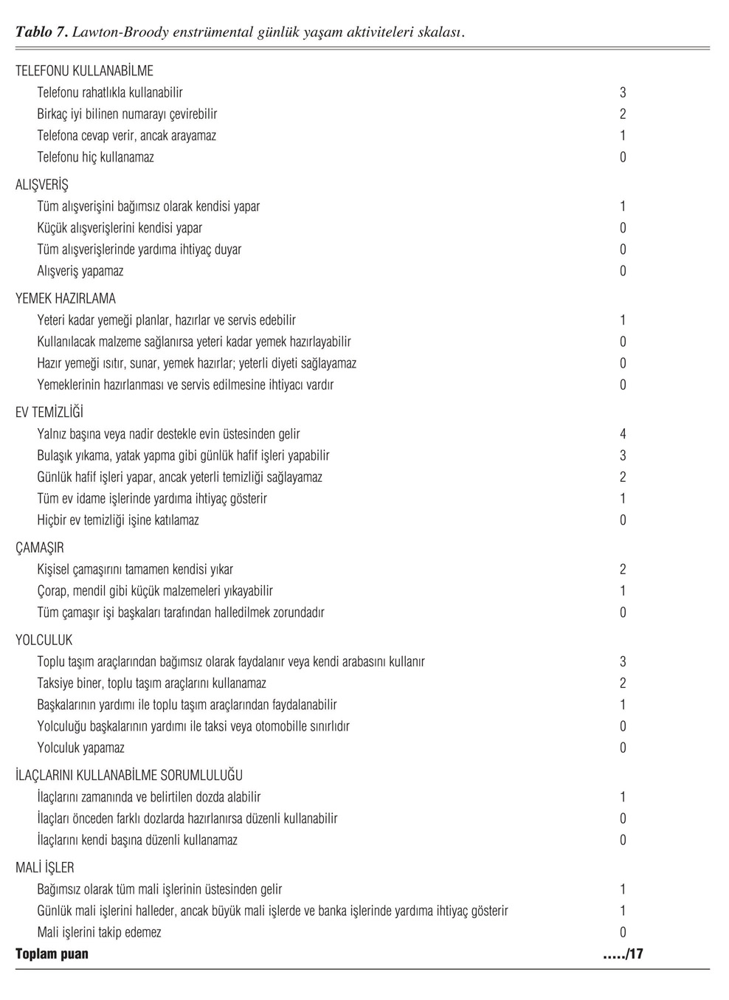 Tablo 7. Lawton-Broody enstrümental günlük yaşam aktiviteleri skalası.
TELEFONU KULLANABİLME
Telefonu rahatlıkla kullanabilir 3
Birkaç iyi bilinen numarayı çevirebilir 2
Telefona cevap verir, ancak arayamaz 1
Telefonu hiç kullanamaz 0
ALIŞVERİŞ
Tüm alışverişini bağımsız olarak kendisi yapar 1
Küçük alışverişlerini kendisi yapar 0
Tüm alışverişlerinde yardıma ihtiyaç duyar 0
Alışveriş yapamaz 0
YEMEK HAZIRLAMA
Yeteri kadar yemeği planlar, hazırlar ve servis edebilir 1
Kullanılacak malzeme sağlanırsa yeteri kadar yemek hazırlayabilir 0
Hazır yemeği ısıtır, sunar, yemek hazırlar; yeterli diyeti sağlayamaz 0
Yemeklerinin hazırlanması ve servis edilmesine ihtiyacı vardır 0
EV TEMİZLİĞİ
Yalnız başına veya nadir destekle evin üstesinden gelir 4
Bulaşık yıkama, yatak yapma gibi günlük hafif işleri yapabilir 3
Günlük hafif işleri yapar, ancak yeterli temizliği sağlayamaz 2
Tüm ev idame işlerinde yardıma ihtiyaç gösterir 1
Hiçbir ev temizliği işine katılamaz 0
ÇAMAŞIR
Kişisel çamaşırını tamamen kendisi yıkar 2
Çorap, mendil gibi küçük malzemeleri yıkayabilir 1
Tüm çamaşır işi başkaları tarafından halledilmek zorundadır 0
YOLCULUK
Toplu taşım araçlarından bağımsız olarak faydalanır veya kendi arabasını kullanır 3
Taksiye biner, toplu taşım araçlarını kullanamaz 2
Başkalarının yardımı ile toplu taşım araçlarından faydalanabilir 1
Yolculuğu başkalarının yardımı ile taksi veya otomobille sınırlıdır 0
Yolculuk yapamaz 0
İLAÇLARINI KULLANABİLME SORUMLULUĞU
İlaçlarını zamanında ve belirtilen dozda alabilir 1
İlaçları önceden farklı dozlarda hazırlanırsa düzenli kullanabilir 0
İlaçlarını kendi başına düzenli kullanamaz 0
MALİ İŞLER
Bağımsız olarak tüm mali işlerinin üstesinden gelir 1
Günlük mali işlerini halleder, ancak büyük mali işlerde ve banka işlerinde yardıma ihtiyaç gösterir 1
Mali işlerini takip edemez 0
Toplam puan ...../17